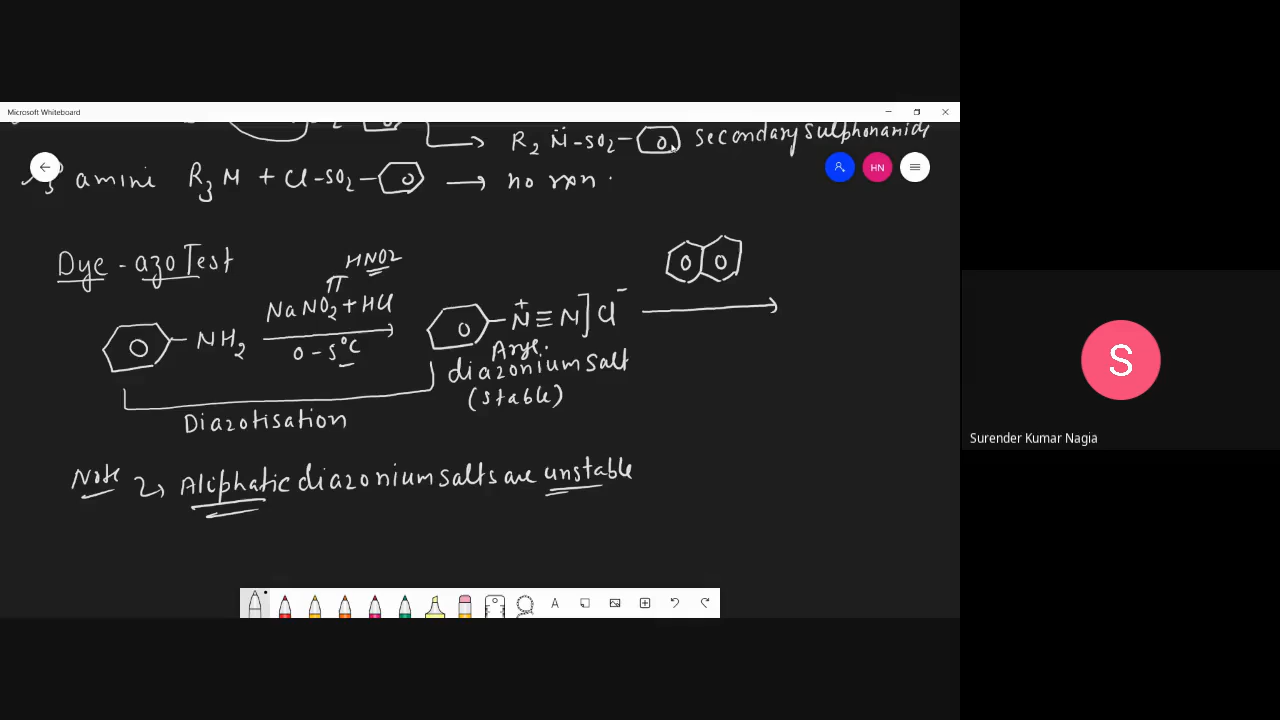 Microsoft Whiteboard
R2 N̈-SO2- secondary sulphonamide
3° amine R3N + Cl-SO2- → no rxn.
HN
Dye-azo Test
HNO2
NaNO2 + HCl
NH2
0-5°C
N⁺≡N]Cl⁻
Aryl.
diazonium salt
(stable)
Diazotisation
Note Aliphatic diazonium salts are unstable
S
Surender Kumar Nagia